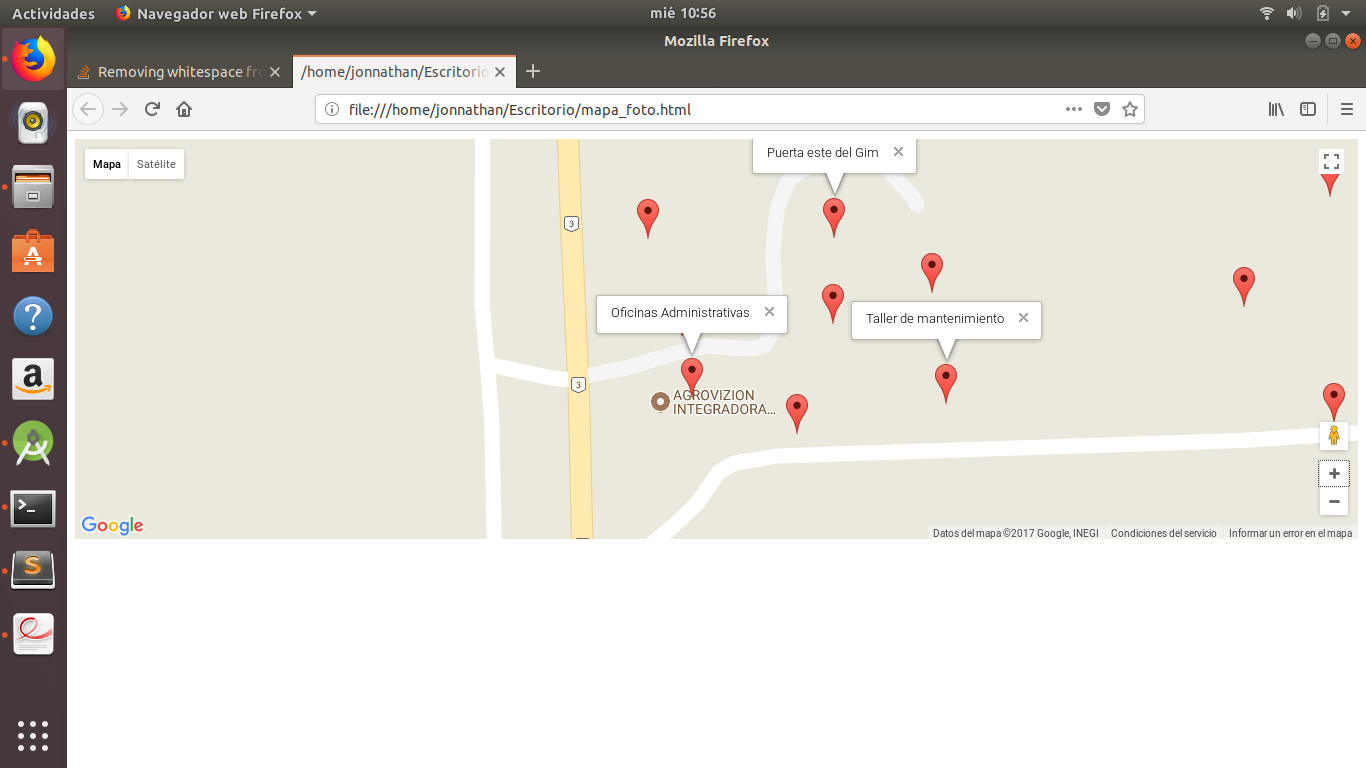 Actividades
Navegador web Firefox
mié 10:56
Mozilla Firefox
Removing whitespace fro
/home/jonnathan/Escritorio
file:///home/jonnathan/Escritorio/mapa_foto.html
Mapa
Satélite
Puerta este del Gim
3
Oficinas Administrativas
Taller de mantenimiento
3
AGROVIZION
INTEGRADORA...
Google
Datos del mapa ©2017 Google, INEGI
Condiciones del servicio
Informar un error en el mapa